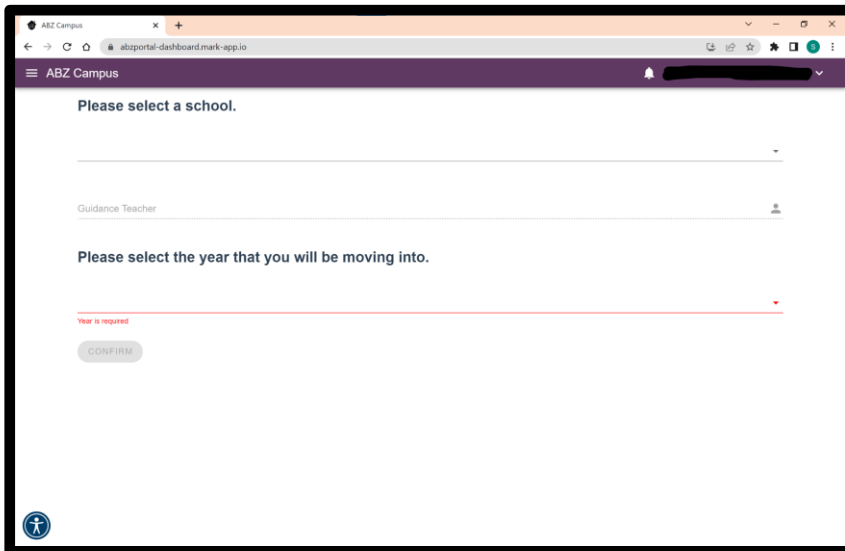 ABZ Campus
abzportal-dashboard.mark-app.io
S
ABZ Campus
Please select a school.
Guidance Teacher
Please select the year that you will be moving into.
Year is required
CONFIRM